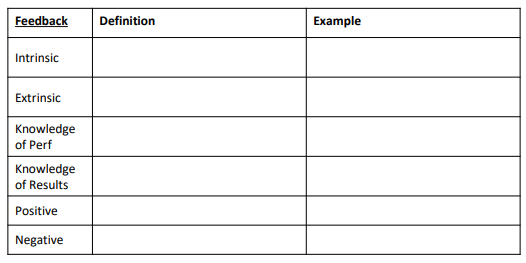 Feedback Definition Example
Intrinsic
Extrinsic
Knowledge
of Perf
Knowledge
of Results
Positive
Negative